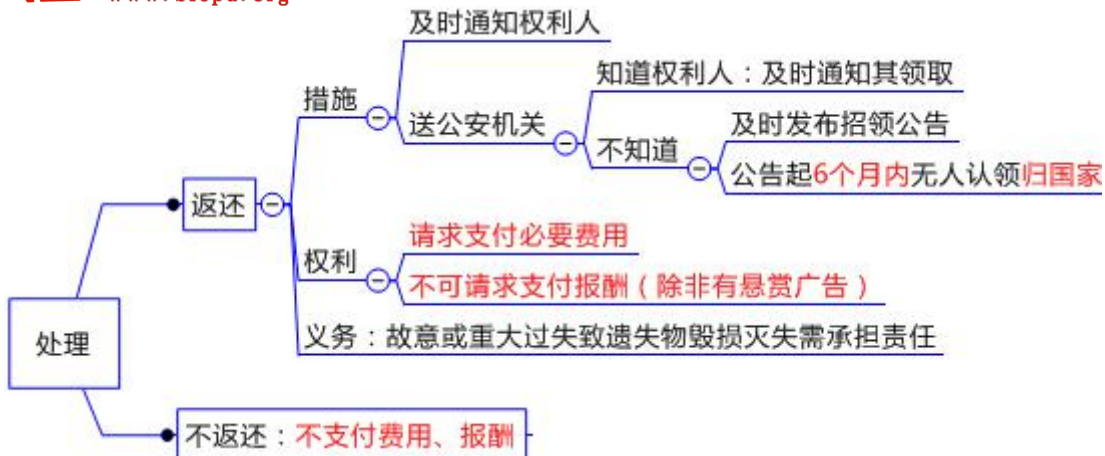 及时通知权利人
知道权利人：及时通知其领取
措施
送公安机关
及时发布招领公告
不知道
公告起6个月内无人认领归国家
返还
请求支付必要费用
权利
不可请求支付报酬（除非有悬赏广告）
处理
义务：故意或重大过失致遗失物毁损灭失需承担责任
不返还：不支付费用、报酬